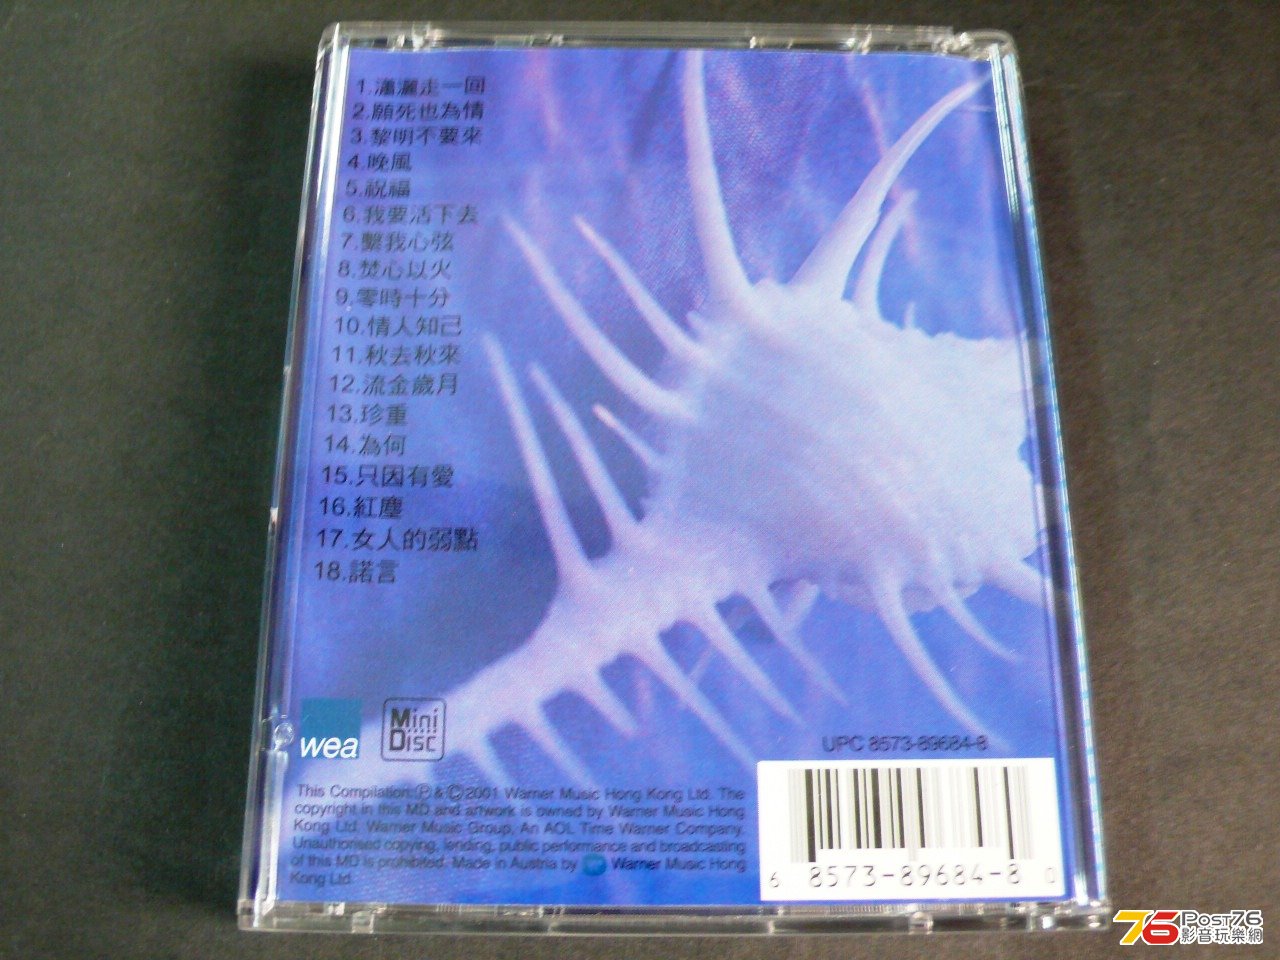 1.瀟灑走一回
2.願死也為情
3.黎明不要來
4.晚風
5.祝福
6.我要活下去
7.繫我心弦
8.焚心以火
9.零時十分
10.情人知己
11.秋去秋來
12.流金歲月
13.珍重
14.為何
15.只因有愛
16.紅塵
17.女人的弱點
18.諾言
wea
Mini
Disc
UPC 8573-89684-8
This Compilation Ⓟ & Ⓒ 2001 Warner Music Hong Kong Ltd. The
copyright in this MD and artwork is owned by Warner Music Hong
Kong Ltd. Warner Music Group, An AOL Time Warner Company.
Unauthorised copying, lending, public performance and broadcasting
of this MD is prohibited. Made in Austria by Warner Music Hong
Kong Ltd.
6 8573-89684-8 0
76 Post76
影音玩樂網